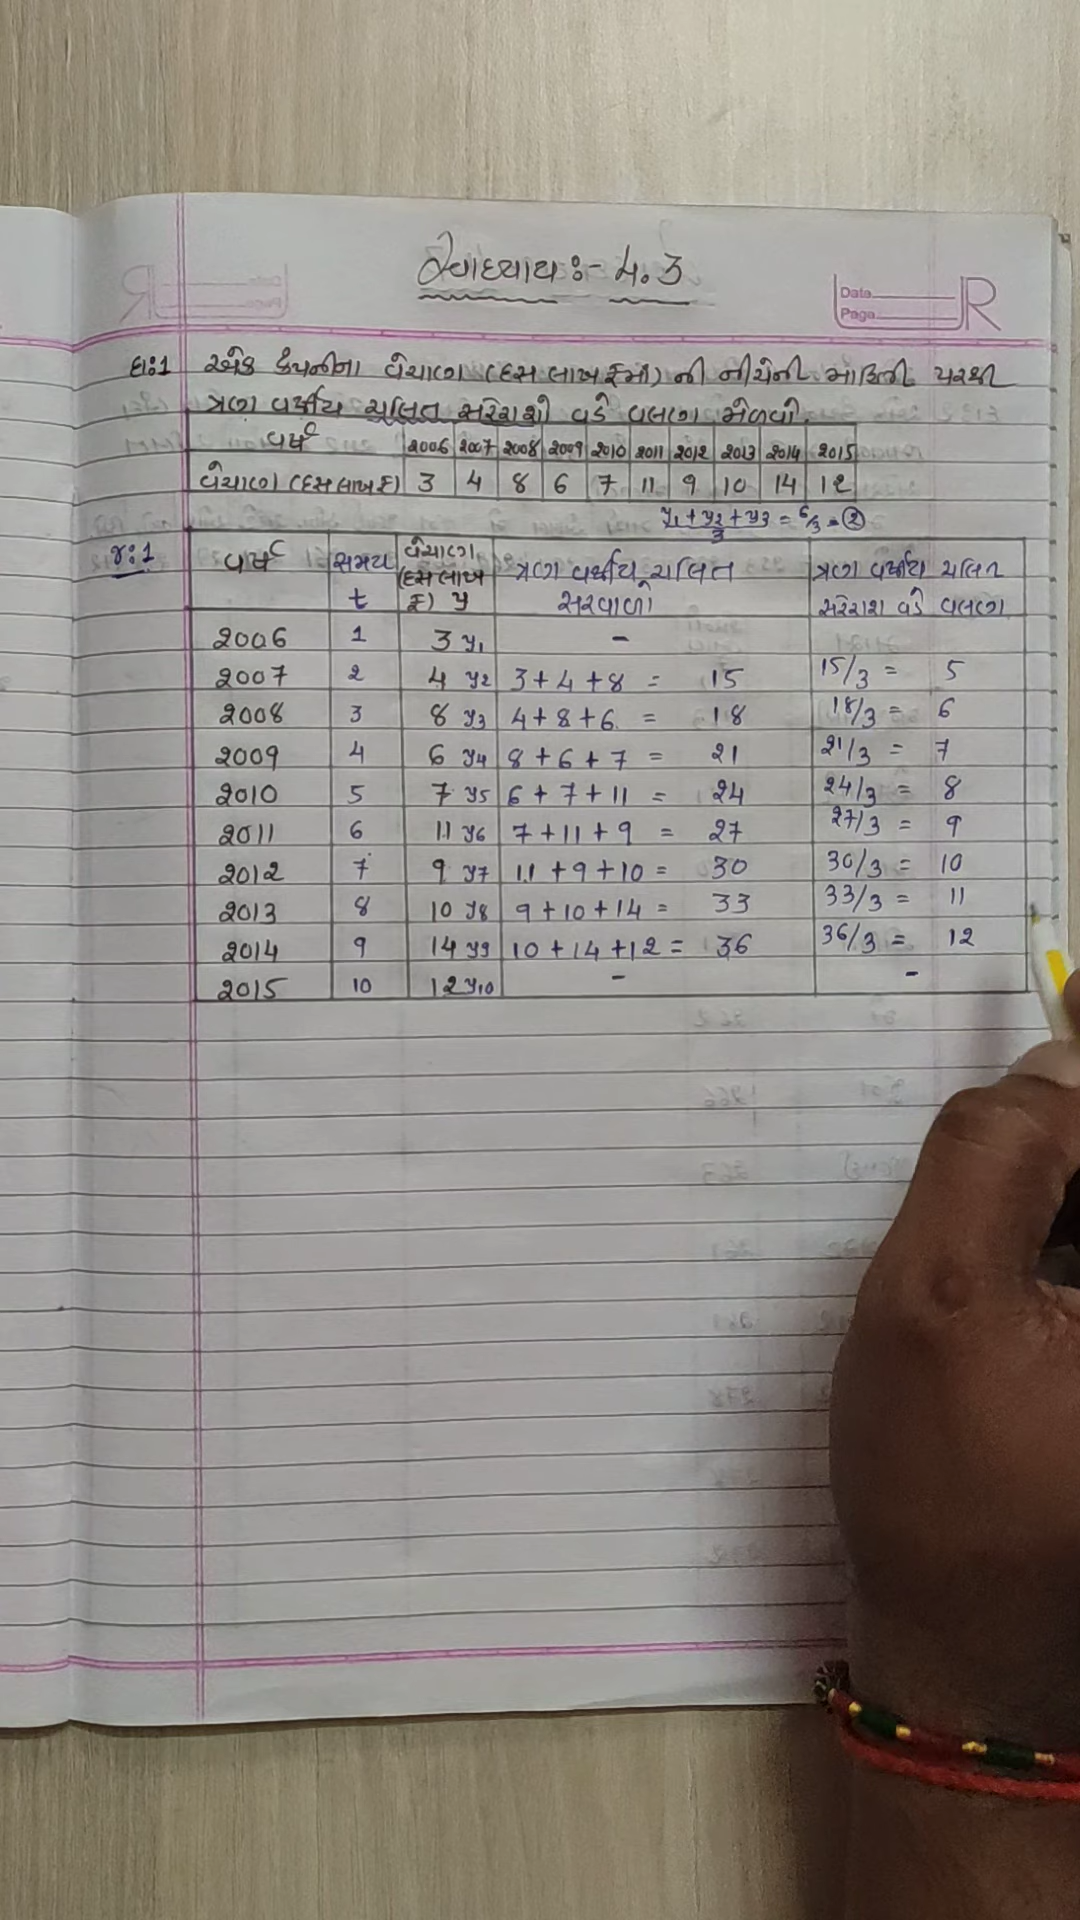 સ્વાધ્યાય:- 4.3
Date
Page
R
દા:1 એક કંપનીના વેચાણ (દસ લાખ ₹માં) ની નીચેની માહિતી પરથી
ત્રણ વર્ષીય ચલિત સરેરાશો વડે વલણ મેળવો.
વર્ષ 2006 2007 2008 2009 2010 2011 2012 2013 2014 2015
વેચાણ (દસ લાખ ₹) 3 4 8 6 7 11 9 10 14 12
y1 + y2 + y3 / 3 = 6/3 = 2
જ:1 વર્ષ સમય t વેચાણ (દસ લાખ ₹) y ત્રણ વર્ષીય ચલિત સરવાળો ત્રણ વર્ષીય ચલિત સરેરાશ વડે વલણ
2006 1 3 y1 -
2007 2 4 y2 3+4+8 = 15 15/3 = 5
2008 3 8 y3 4+8+6 = 18 18/3 = 6
2009 4 6 y4 8+6+7 = 21 21/3 = 7
2010 5 7 y5 6+7+11 = 24 24/3 = 8
2011 6 11 y6 7+11+9 = 27 27/3 = 9
2012 7 9 y7 11+9+10 = 30 30/3 = 10
2013 8 10 y8 9+10+14 = 33 33/3 = 11
2014 9 14 y9 10+14+12 = 36 36/3 = 12
2015 10 12 y10 - -